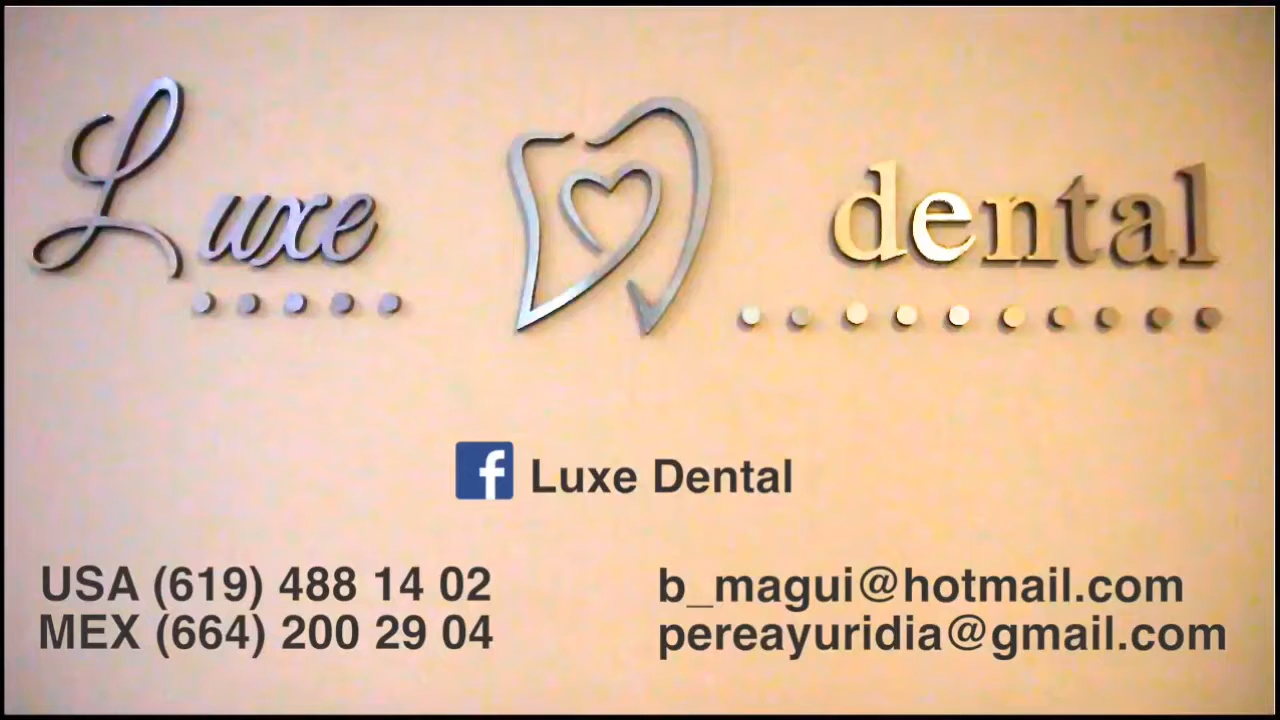 Luxe dental
f Luxe Dental
USA (619) 488 14 02
MEX (664) 200 29 04
b_magui@hotmail.com
pereayuridia@gmail.com